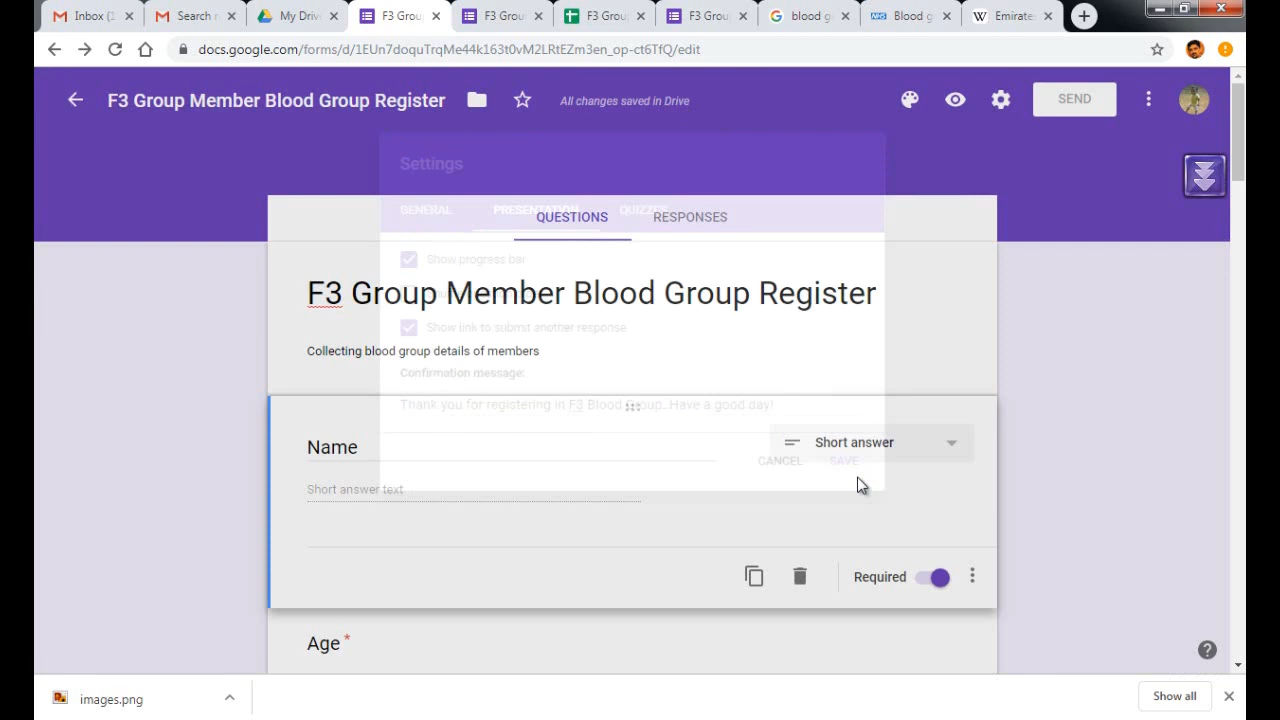 Inbox (1
Search r
My Driv
F3 Grou
F3 Grou
F3 Grou
F3 Grou
blood g
Blood g
Emirate
docs.google.com/forms/d/1EUn7doquTrqMe44k163t0vM2LRtEZm3en_op-ct6TfQ/edit
F3 Group Member Blood Group Register
All changes saved in Drive
SEND
Settings
GENERAL
PRESENTATION
QUIZZES
QUESTIONS
RESPONSES
Show progress bar
F3 Group Member Blood Group Register
Show link to submit another response
Collecting blood group details of members
Confirmation message:
Thank you for registering in F3 Blood Group..Have a good day!
Name
Short answer
CANCEL
SAVE
Short answer text
Required
Age *
images.png
Show all